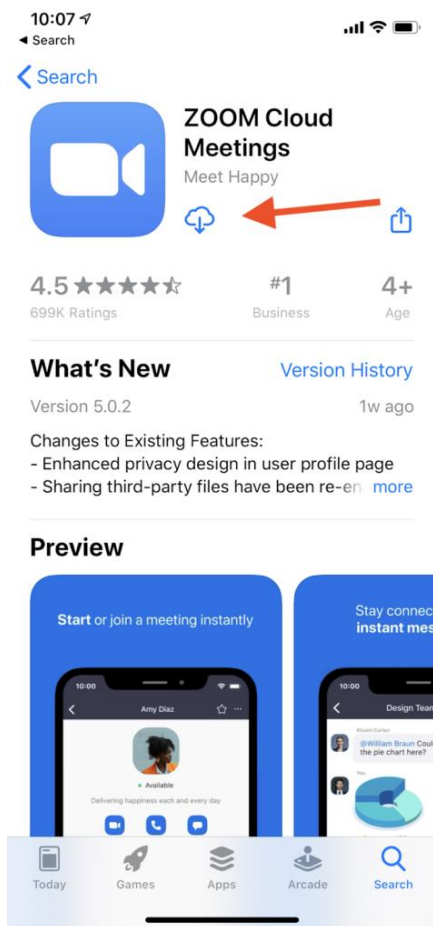 10:07
Search
Search
ZOOM Cloud
Meetings
Meet Happy
4.5
#1
4+
699K Ratings
Business
Age
What's New
Version History
Version 5.0.2
1w ago
Changes to Existing Features:
- Enhanced privacy design in user profile page
- Sharing third-party files have been re-en more
Preview
Start or join a meeting instantly
10:00
Amy Diaz
Available
Delivering happiness each and every day
Stay connec
instant mes
10:00
Design Team
@William Braun Coul
the pie chart here?
You
Today
Games
Apps
Arcade
Search